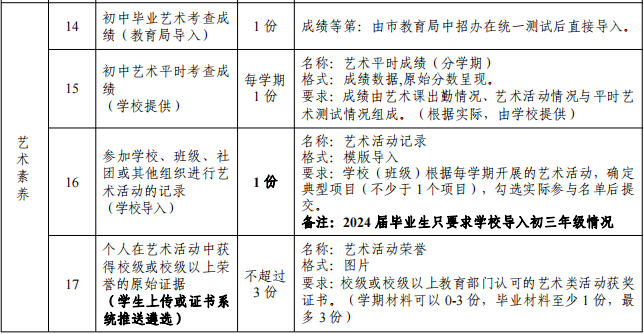 艺术素养
14
初中毕业艺术考查成
绩（教育局导入）
1 份
成绩等第：由市教育局中招办在统一测试后直接导入。
15
初中艺术平时考查成
绩
（学校提供）
每学期
1 份
名称：艺术平时成绩（分学期）
格式：成绩数据,原始分数呈现。
要求：成绩由艺术课出勤情况、艺术活动情况与平时艺
术测试情况组成。（根据实际，由学校提供）
16
参加学校、班级、社
团或其他组织进行艺
术活动的记录
（学校导入）
1 份
名称：艺术活动记录
格式：模版导入
要求：学校（班级）根据每学期开展的艺术活动，确定
典型项目（不少于 1 个项目），勾选实际参与名单后提
交。
备注：2024 届毕业生只要求学校导入初三年级情况
17
个人在艺术活动中获
得校级或校级以上荣
誉的原始证据
（学生上传或证书系
统推送遴选）
不超过
3 份
名称：艺术活动荣誉
格式：图片
要求：校级或校级以上教育部门认可的艺术类活动获奖
证书。（学期材料可以 0-3 份，毕业材料至少 1 份，最
多 3 份）